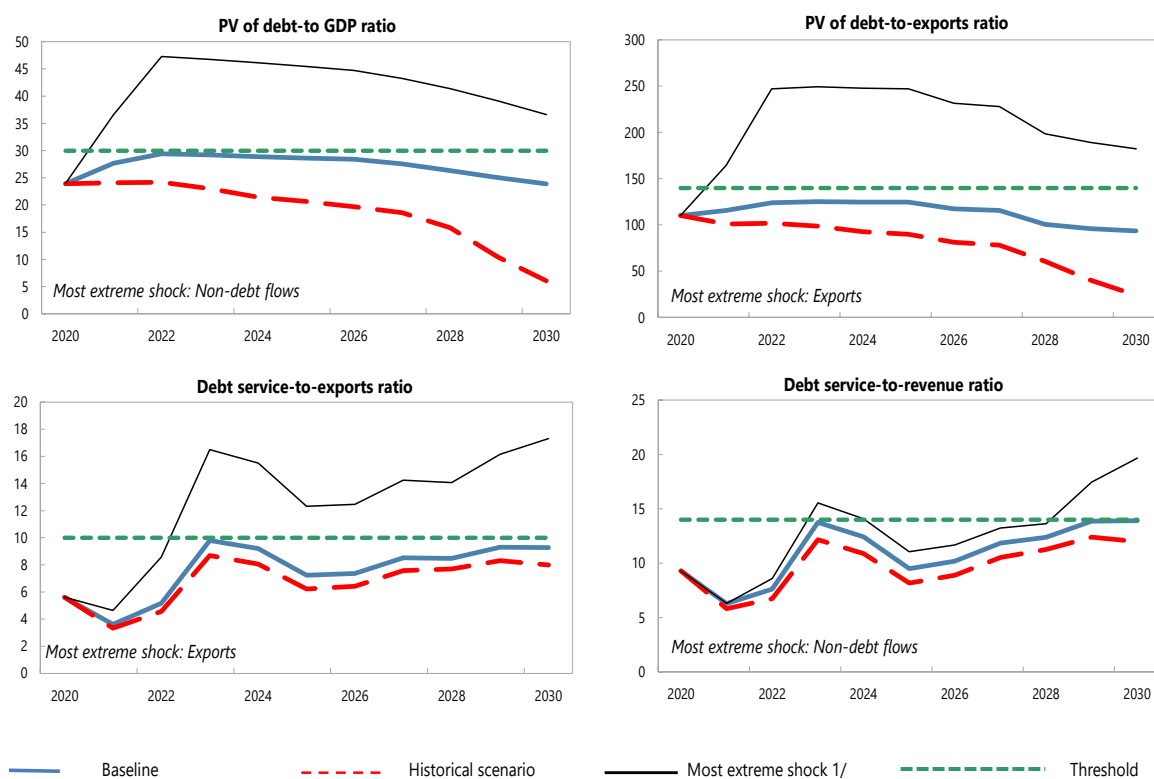 PV of debt-to GDP ratio
50
45
40
35
30
25
20
15
10
5
0
Most extreme shock: Non-debt flows
2020 2022 2024 2026 2028 2030
PV of debt-to-exports ratio
300
250
200
150
100
50
0
Most extreme shock: Exports
2020 2022 2024 2026 2028 2030
Debt service-to-exports ratio
20
18
16
14
12
10
8
6
4
2
0
Most extreme shock: Exports
2020 2022 2024 2026 2028 2030
Debt service-to-revenue ratio
25
20
15
10
5
0
Most extreme shock: Non-debt flows
2020 2022 2024 2026 2028 2030
Baseline Historical scenario Most extreme shock 1/ Threshold